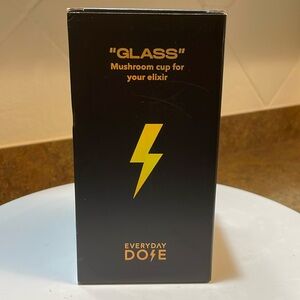 "GLASS"
Mushroom cup for
your elixir
EVERYDAY
DOSE